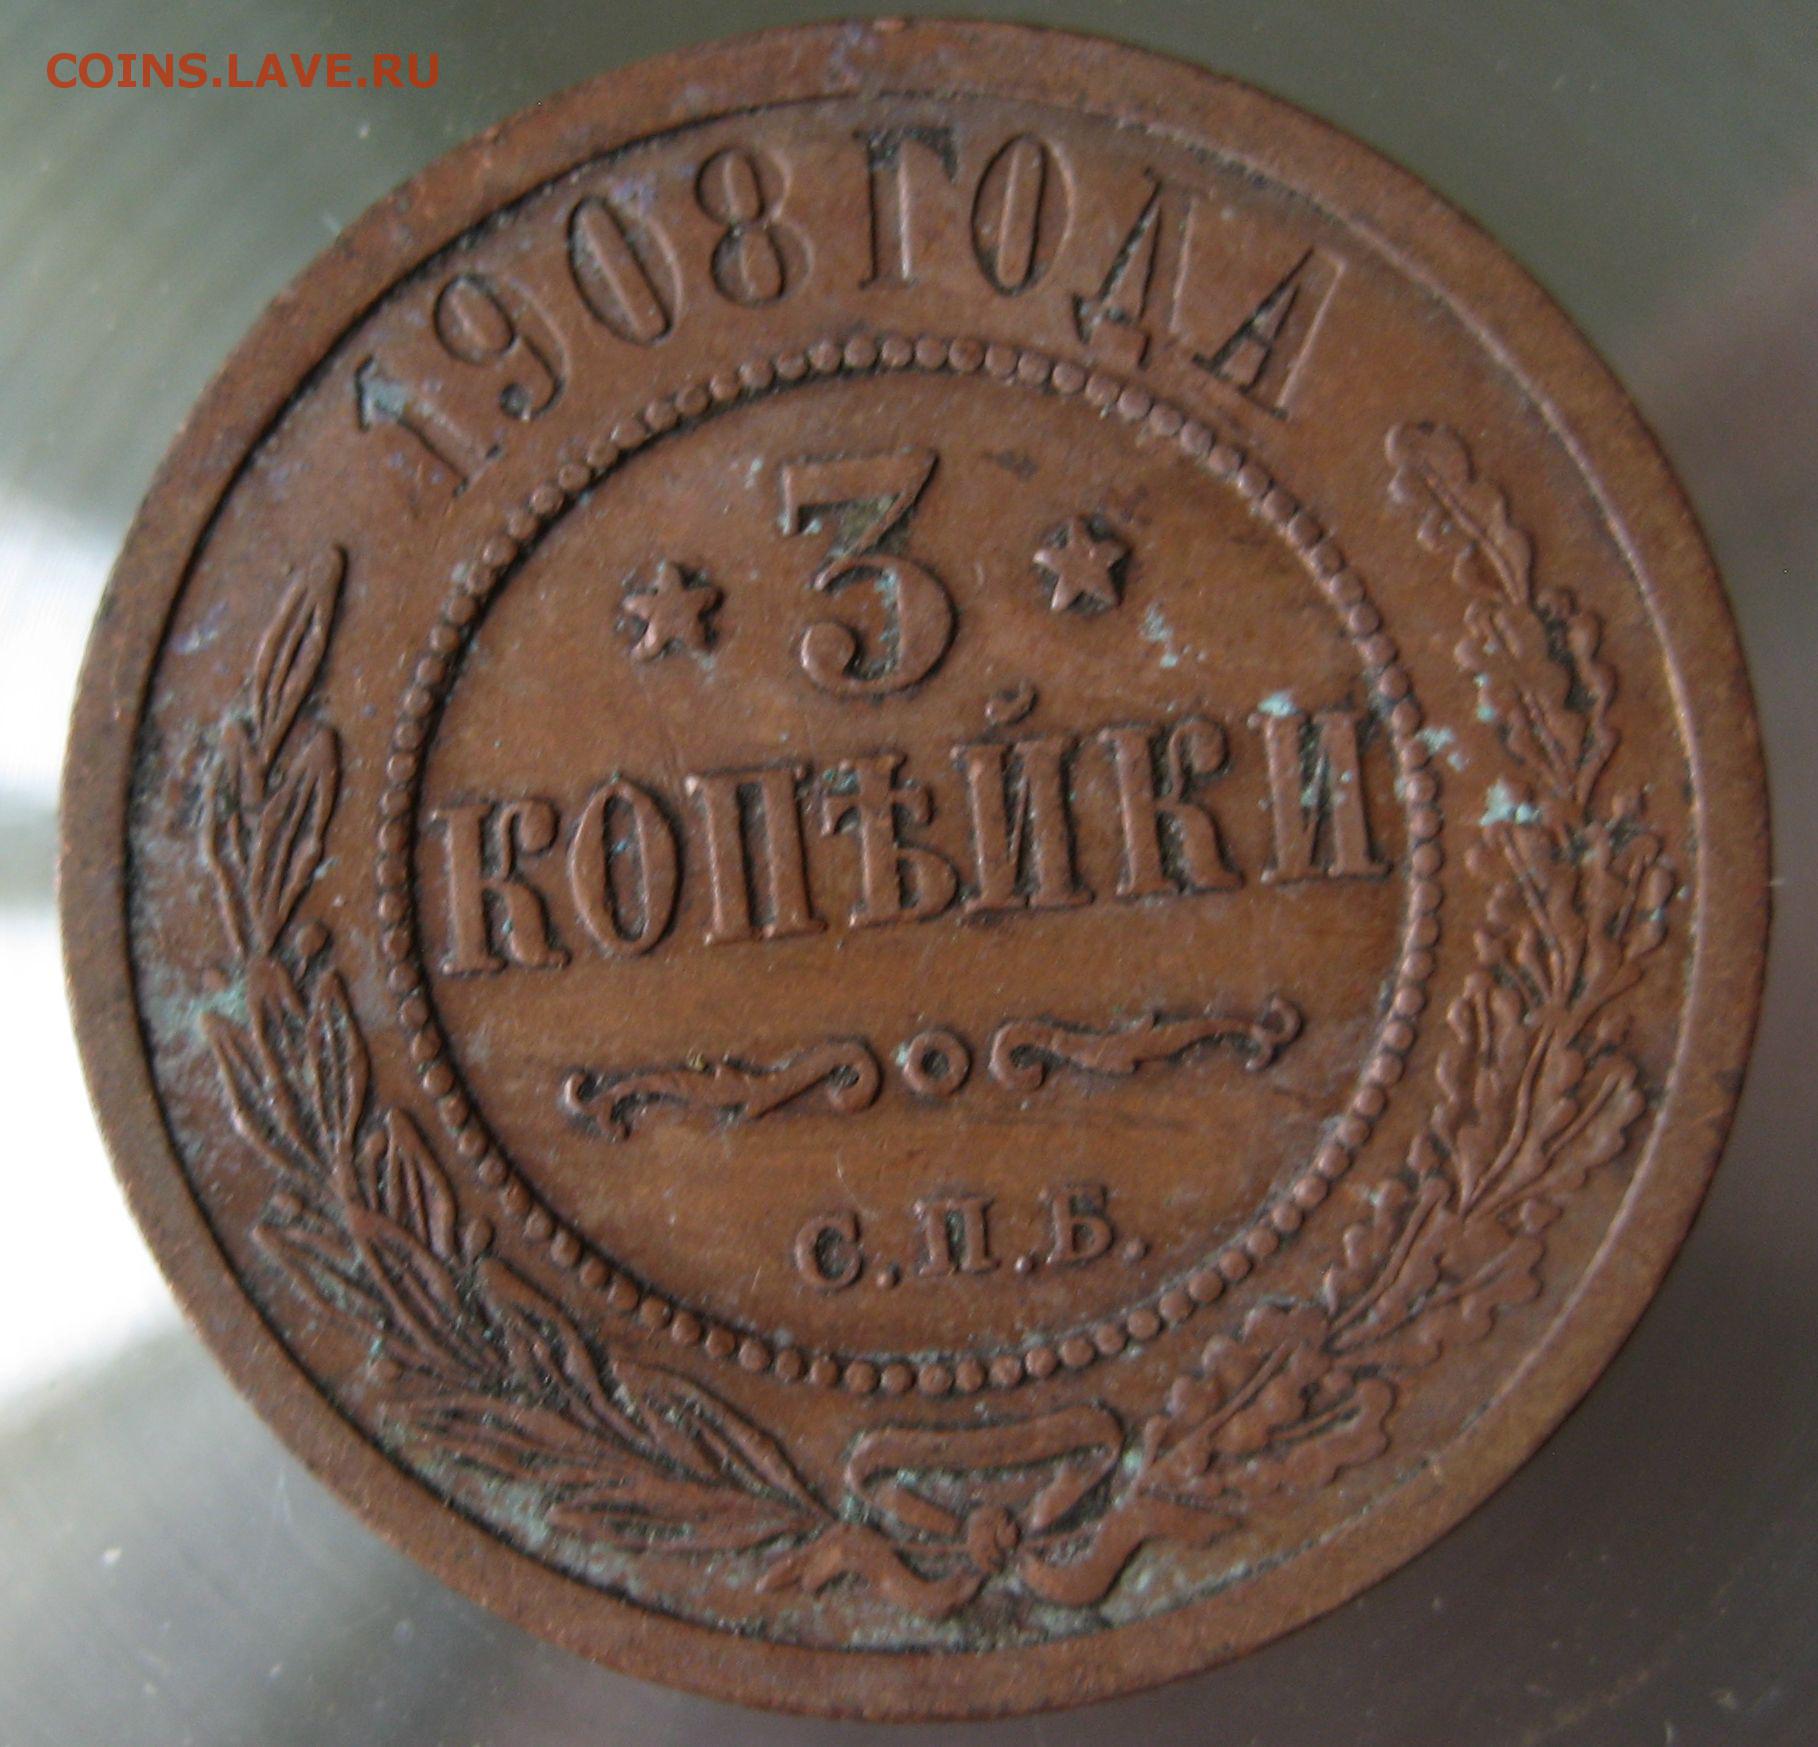 COINS.LAVE.RU
1908 ГОДА
* 3 *
КОПѢЙКИ
С.П.Б.